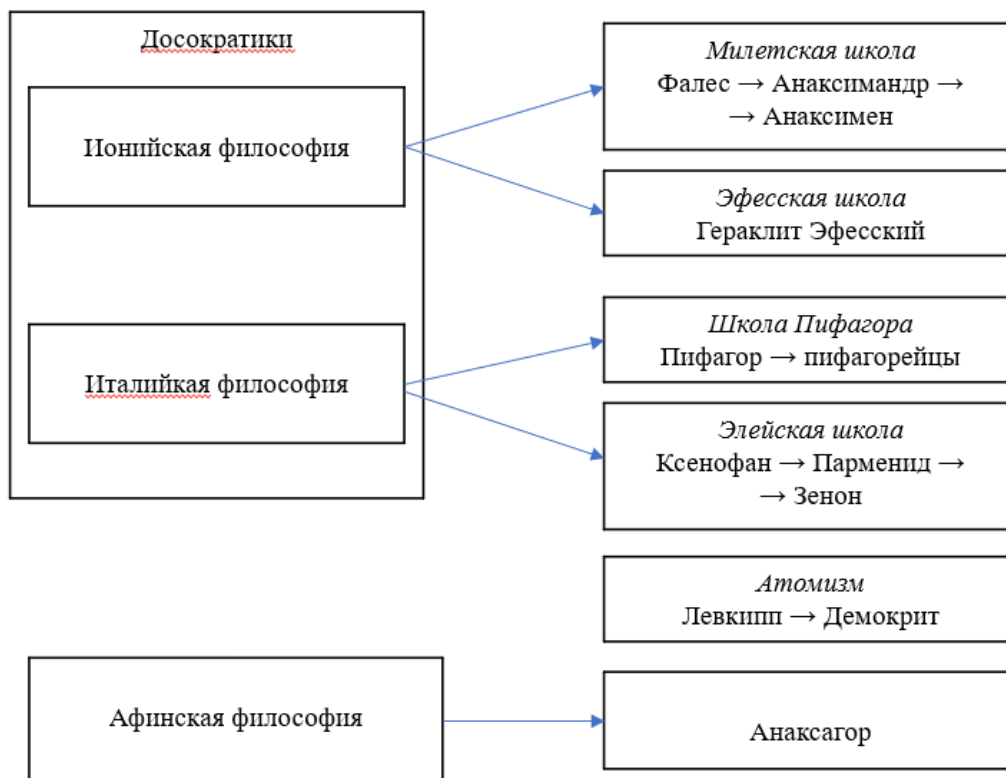 Досократики
Ионийская философия
Италийкая философия
Афинская философия
Милетская школа
Фалес → Анаксимандр →
→ Анаксимен
Эфесская школа
Гераклит Эфесский
Школа Пифагора
Пифагор → пифагорейцы
Элейская школа
Ксенофан → Парменид →
→ Зенон
Атомизм
Левкипп → Демокрит
Анаксагор